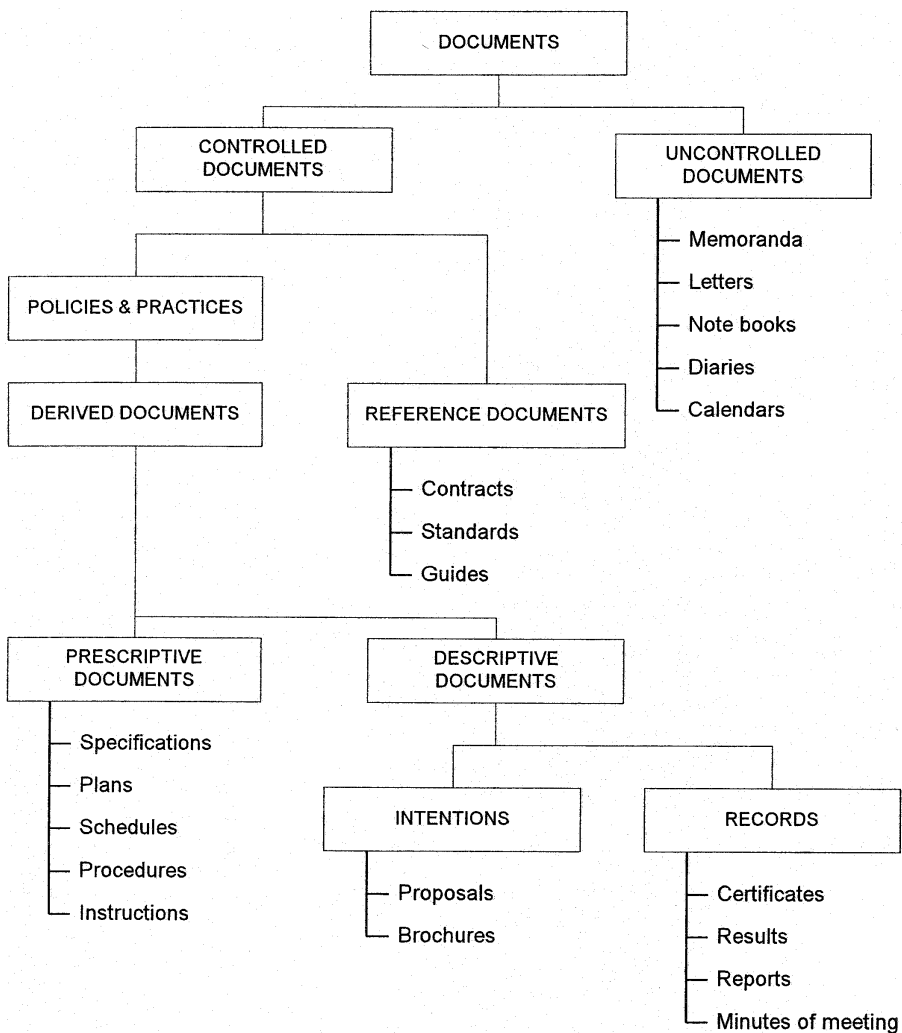 DOCUMENTS
CONTROLLED
DOCUMENTS
UNCONTROLLED
DOCUMENTS
Memoranda
Letters
Note books
Diaries
Calendars
POLICIES & PRACTICES
DERIVED DOCUMENTS
REFERENCE DOCUMENTS
Contracts
Standards
Guides
PRESCRIPTIVE
DOCUMENTS
Specifications
Plans
Schedules
Procedures
Instructions
DESCRIPTIVE
DOCUMENTS
INTENTIONS
Proposals
Brochures
RECORDS
Certificates
Results
Reports
Minutes of meeting